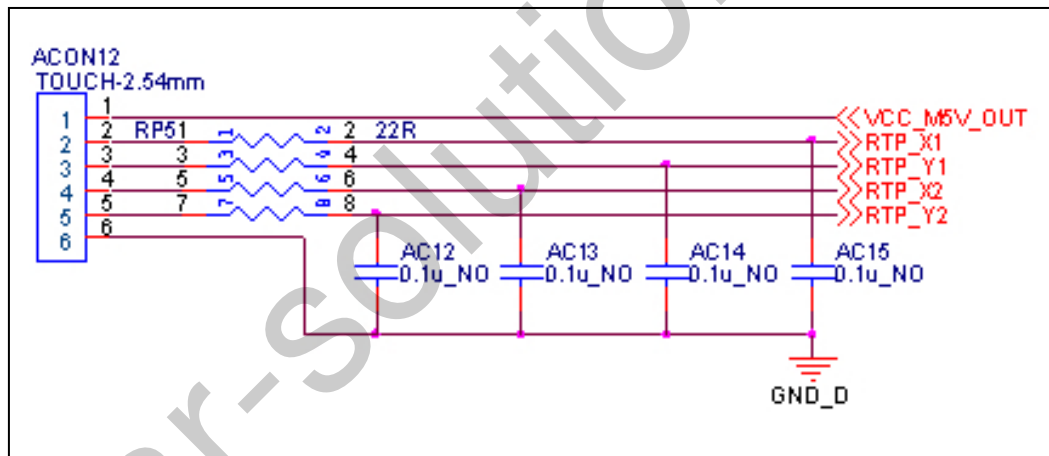 ACON12
TOUCH-2.54mm
1 1 VCC_M5V_OUT
2 2 RP51 1 2 2 22R RTP_X1
3 3 3 3 4 4 RTP_Y1
4 4 5 5 6 6 RTP_X2
5 5 7 7 8 8 RTP_Y2
6 6
AC12 AC13 AC14 AC15
0.1u_NO 0.1u_NO 0.1u_NO 0.1u_NO
GND_D
er-solutio